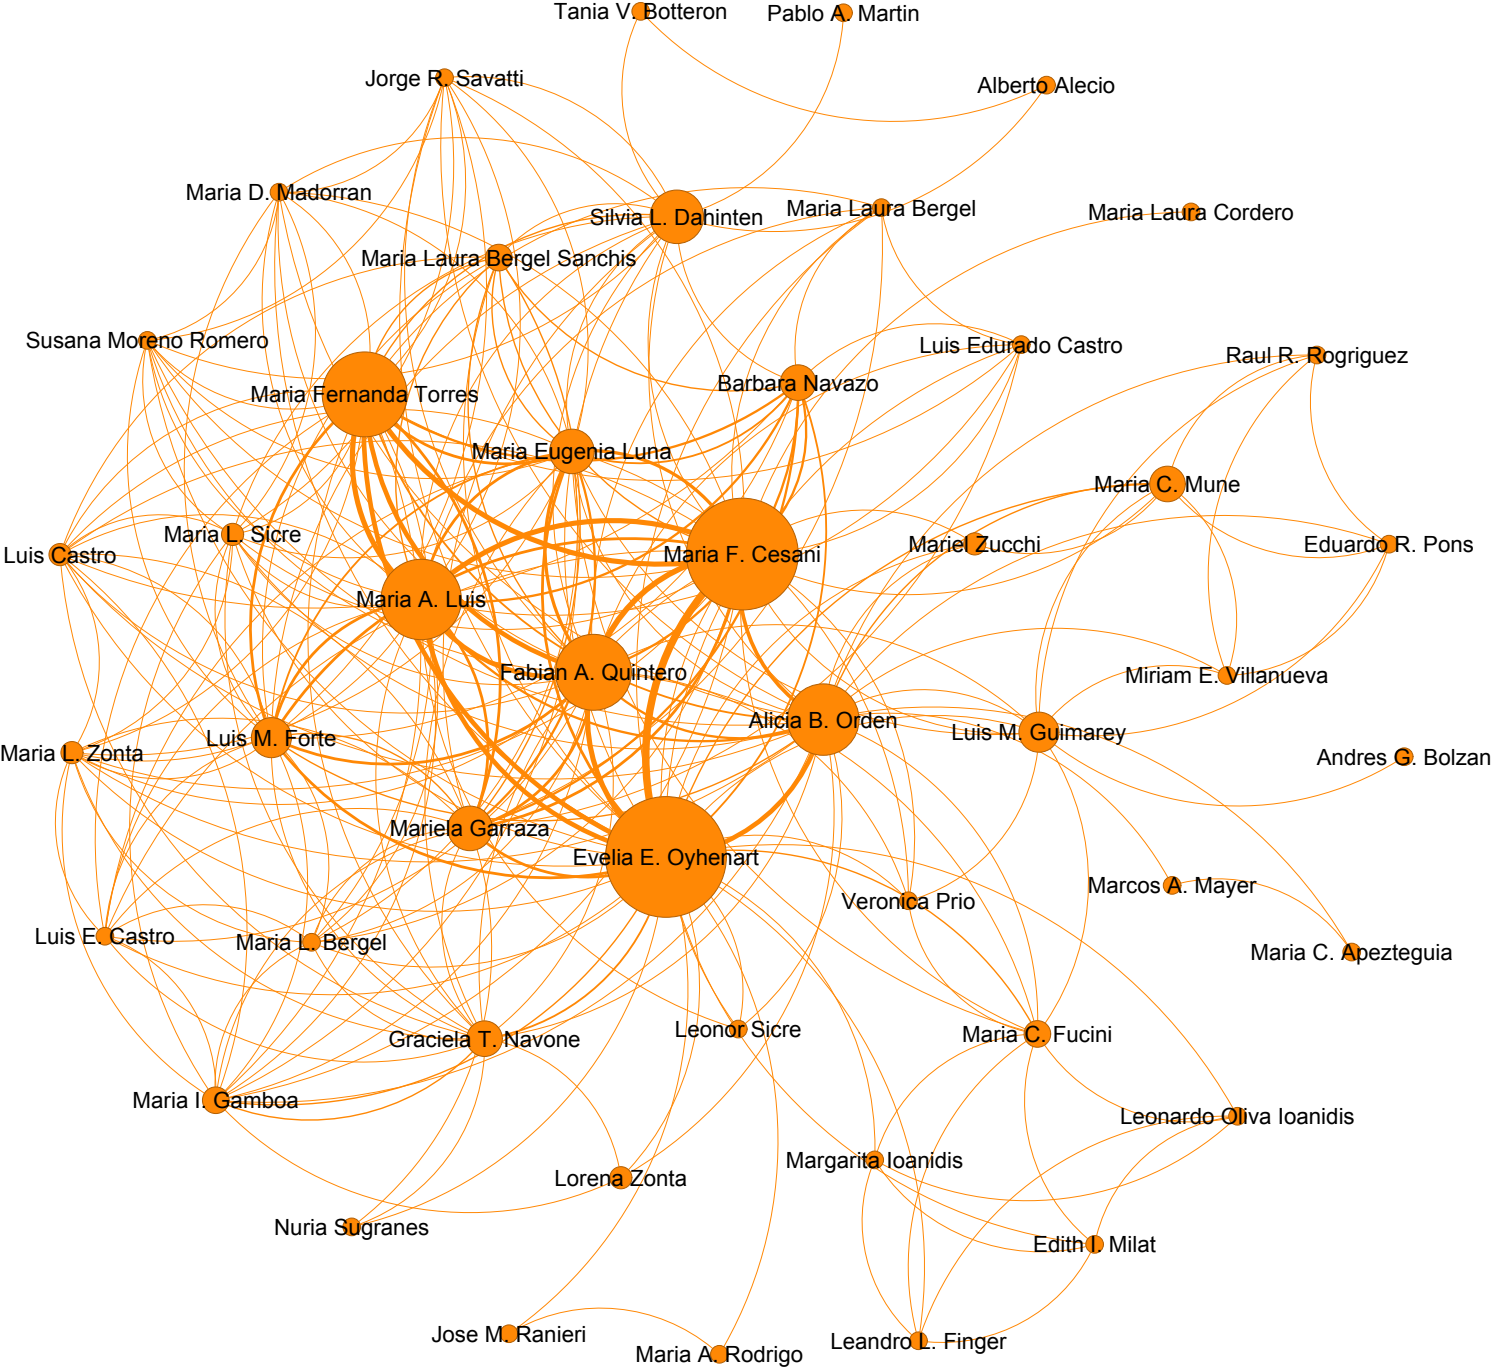 Tania V. Botteron
Pablo A. Martin
Jorge R. Savatti
Alberto Alecio
Maria D. Madorran
Silvia L. Dahinten
Maria Laura Bergel
Maria Laura Cordero
Maria Laura Bergel Sanchis
Susana Moreno Romero
Luis Edurado Castro
Raul R. Rogriguez
Maria Fernanda Torres
Barbara Navazo
Maria Eugenia Luna
Maria C. Mune
Maria L. Sicre
Luis Castro
Maria F. Cesani
Mariel Zucchi
Eduardo R. Pons
Maria A. Luis
Fabian A. Quintero
Miriam E. Villanueva
Alicia B. Orden
Luis M. Guimarey
Luis M. Forte
Maria L. Zonta
Andres G. Bolzan
Mariela Garraza
Evelia E. Oyhenart
Marcos A. Mayer
Veronica Prio
Luis E. Castro
Maria L. Bergel
Maria C. Apezteguia
Leonor Sicre
Maria C. Fucini
Graciela T. Navone
Maria I. Gamboa
Leonardo Oliva Ioanidis
Margarita Ioanidis
Lorena Zonta
Nuria Sugranes
Edith I. Milat
Jose M. Ranieri
Leandro L. Finger
Maria A. Rodrigo